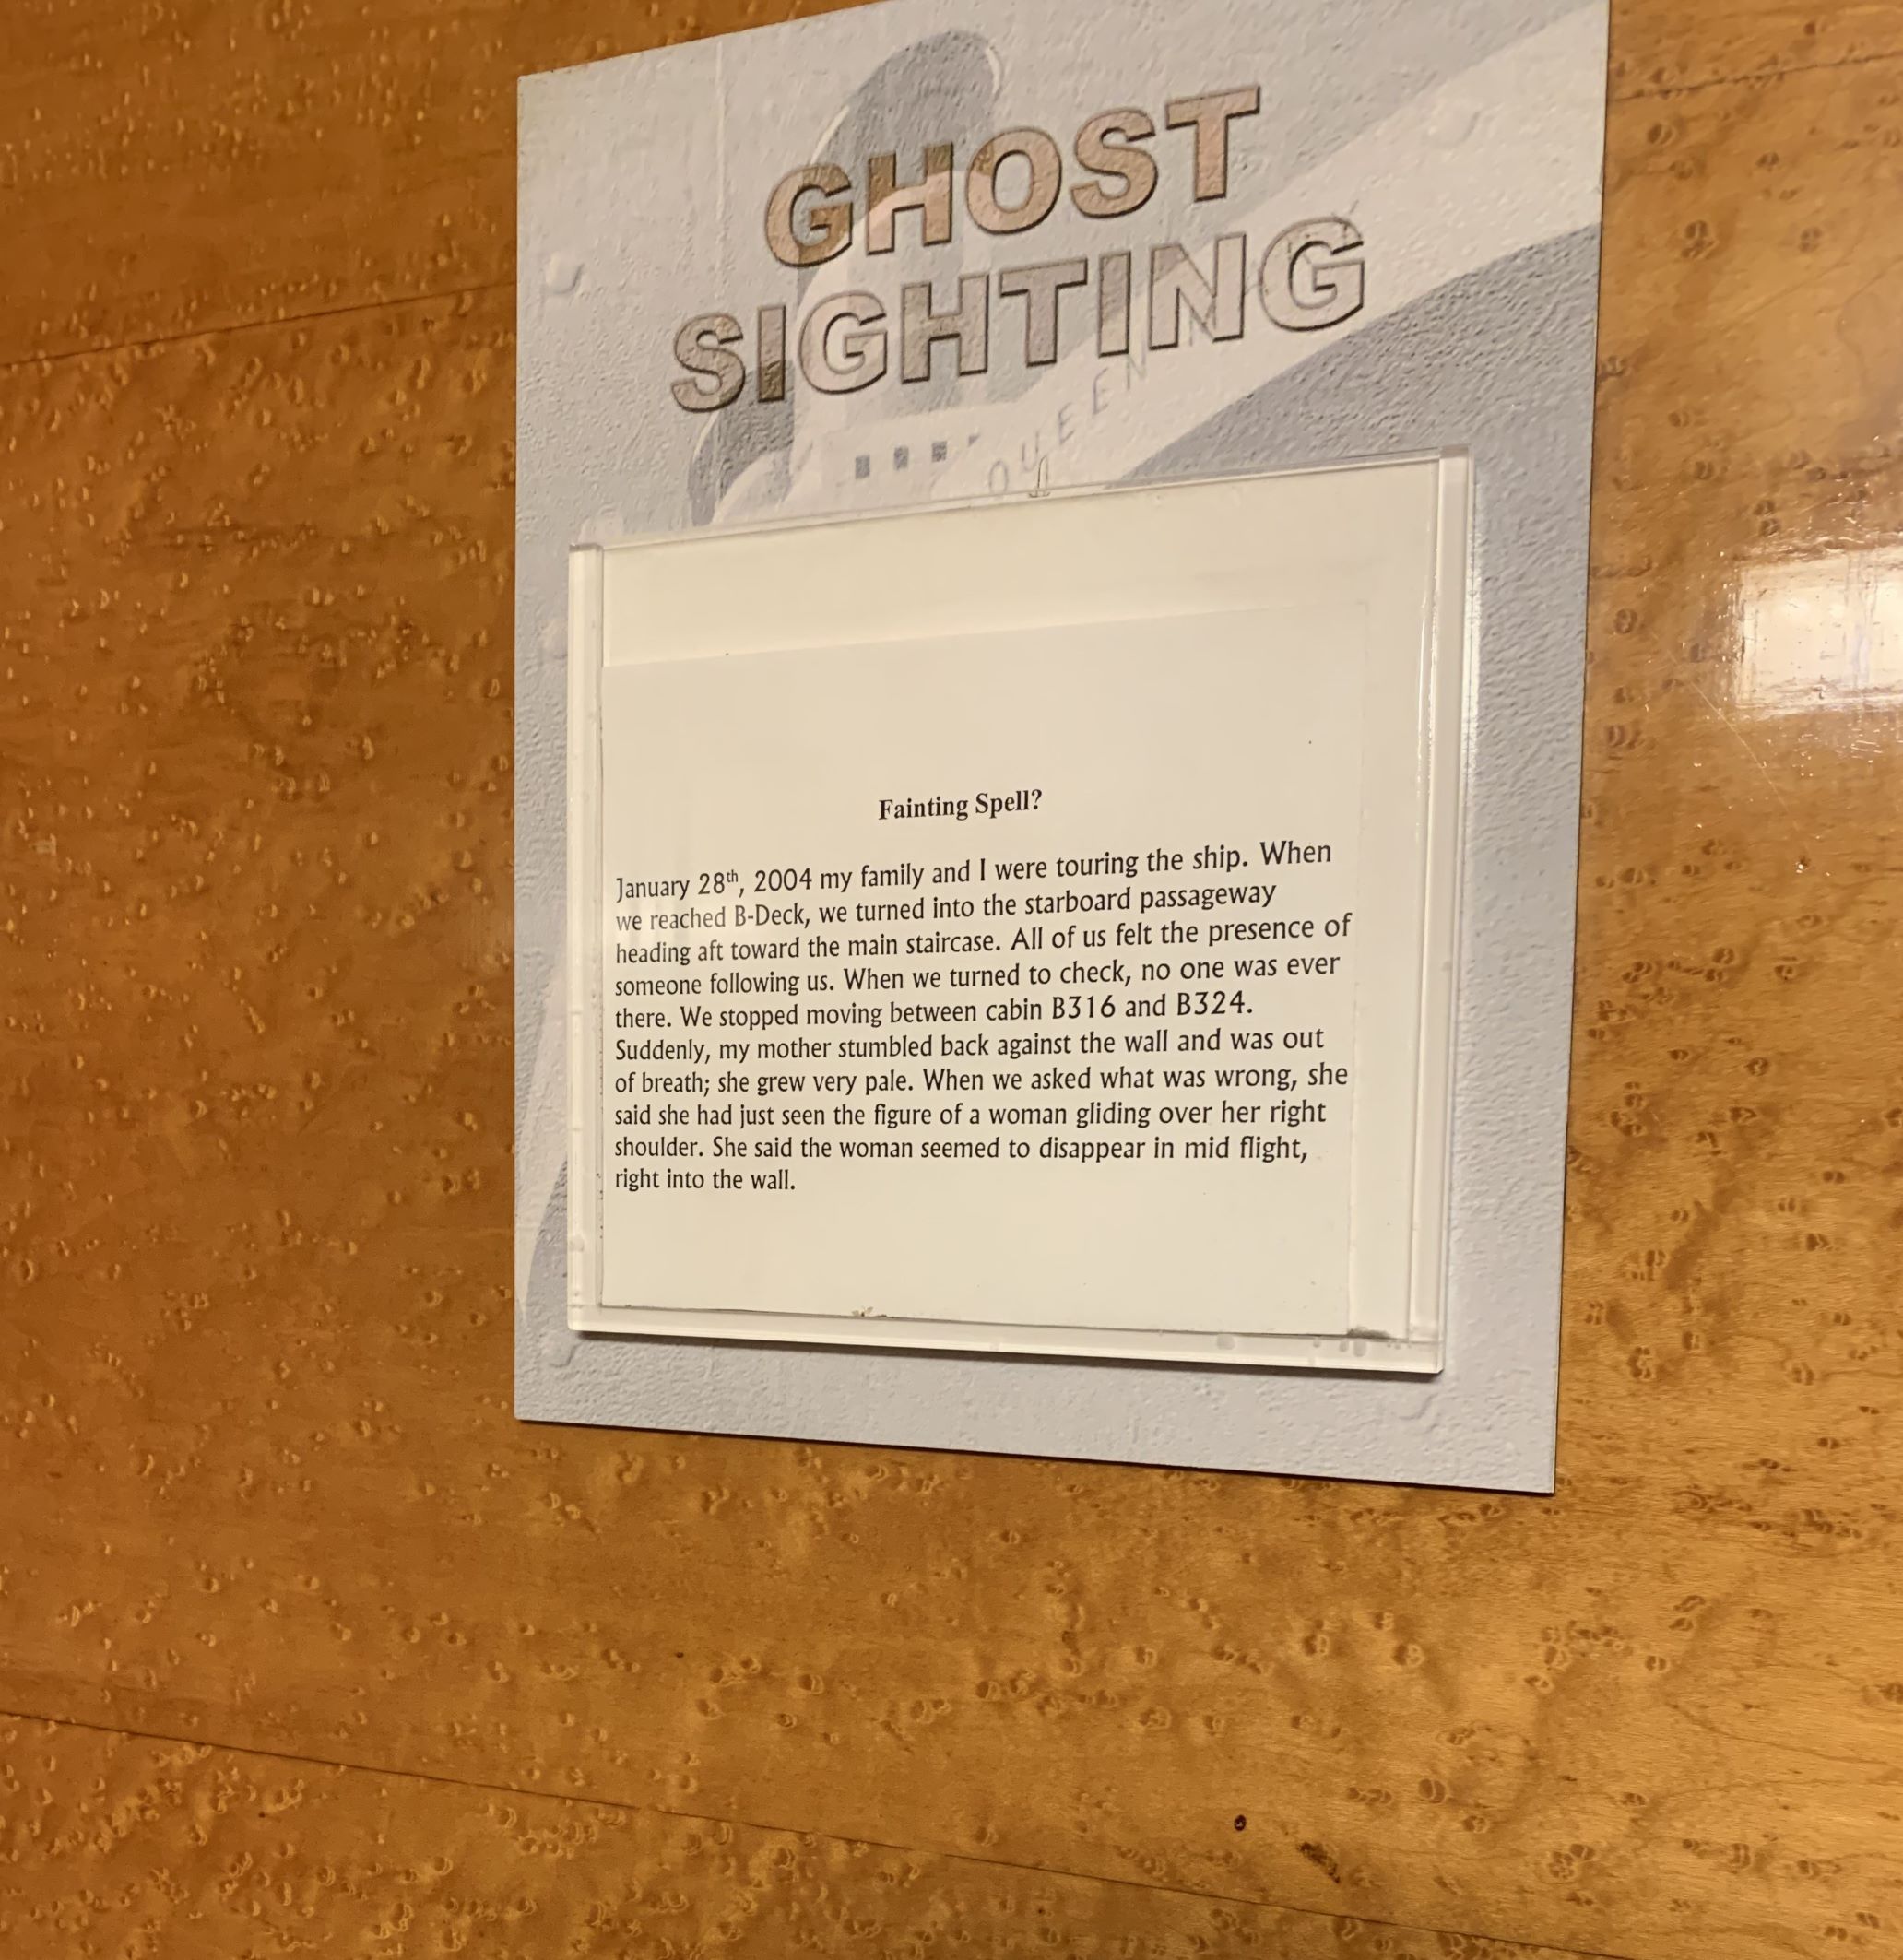 GHOST
SIGHTING
QUEEN
Fainting Spell?
January 28th, 2004 my family and I were touring the ship. When
we reached B-Deck, we turned into the starboard passageway
heading aft toward the main staircase. All of us felt the presence of
someone following us. When we turned to check, no one was ever
there. We stopped moving between cabin B316 and B324.
Suddenly, my mother stumbled back against the wall and was out
of breath; she grew very pale. When we asked what was wrong, she
said she had just seen the figure of a woman gliding over her right
shoulder. She said the woman seemed to disappear in mid flight,
right into the wall.